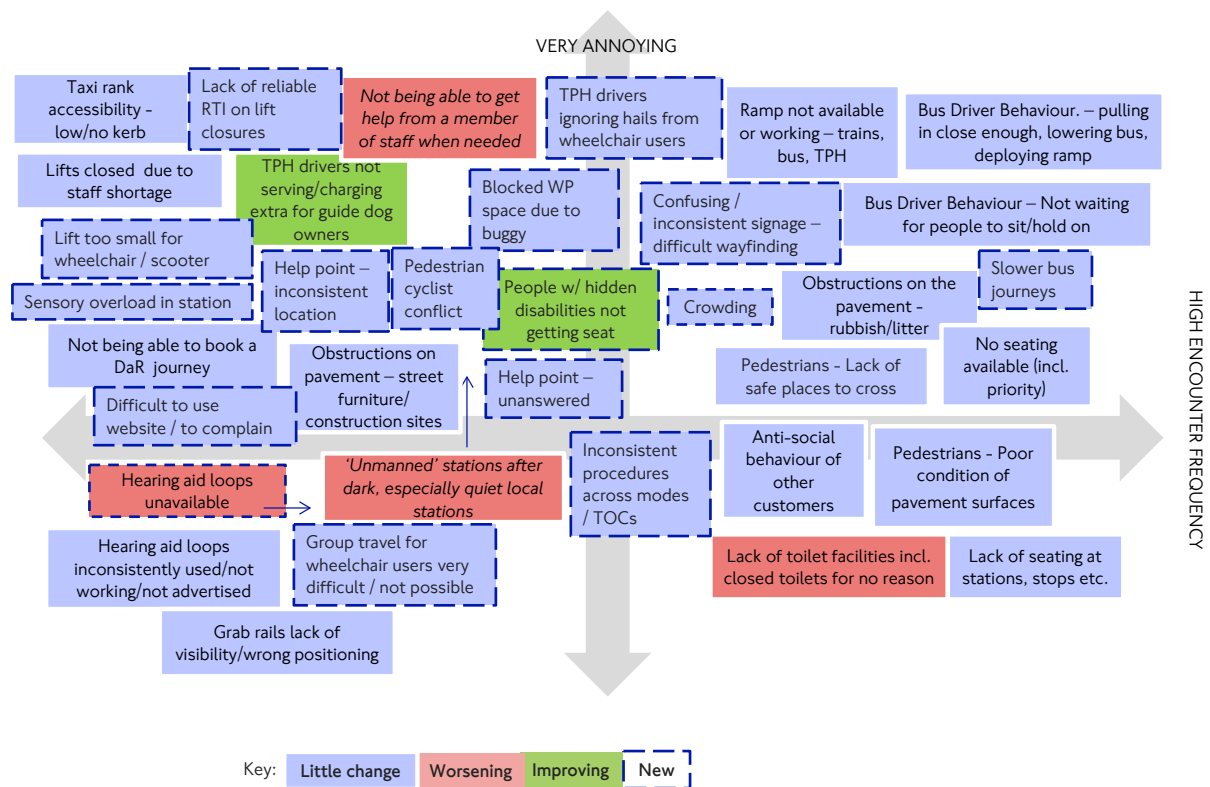 VERY ANNOYING
Taxi rank
accessibility -
low/no kerb
Lack of reliable
RTI on lift
closures
Not being able to get
help from a member
of staff when needed
TPH drivers
ignoring hails from
wheelchair users
Ramp not available
or working – trains,
bus, TPH
Bus Driver Behaviour. – pulling
in close enough, lowering bus,
deploying ramp
Lifts closed due to
staff shortage
TPH drivers not
serving/charging
extra for guide dog
owners
Blocked WP
space due to
buggy
Confusing /
inconsistent signage –
difficult wayfinding
Bus Driver Behaviour – Not waiting
for people to sit/hold on
Lift too small for
wheelchair / scooter
Help point –
inconsistent
location
Pedestrian
cyclist
conflict
People w/ hidden
disabilities not
getting seat
Crowding
Obstructions on the
pavement -
rubbish/litter
Slower bus
journeys
Sensory overload in station
Not being able to book a
DaR journey
Obstructions on
pavement – street
furniture/
construction sites
Help point –
unanswered
Pedestrians - Lack of
safe places to cross
No seating
available (incl.
priority)
HIGH ENCOUNTER FREQUENCY
Difficult to use
website / to complain
Hearing aid loops
unavailable
‘Unmanned’ stations after
dark, especially quiet local
stations
Inconsistent
procedures
across modes
/ TOCs
Anti-social
behaviour of
other
customers
Pedestrians - Poor
condition of
pavement surfaces
Hearing aid loops
inconsistently used/not
working/not advertised
Group travel for
wheelchair users very
difficult / not possible
Lack of toilet facilities incl.
closed toilets for no reason
Lack of seating at
stations, stops etc.
Grab rails lack of
visibility/wrong positioning
Key:
Little change
Worsening
Improving
New